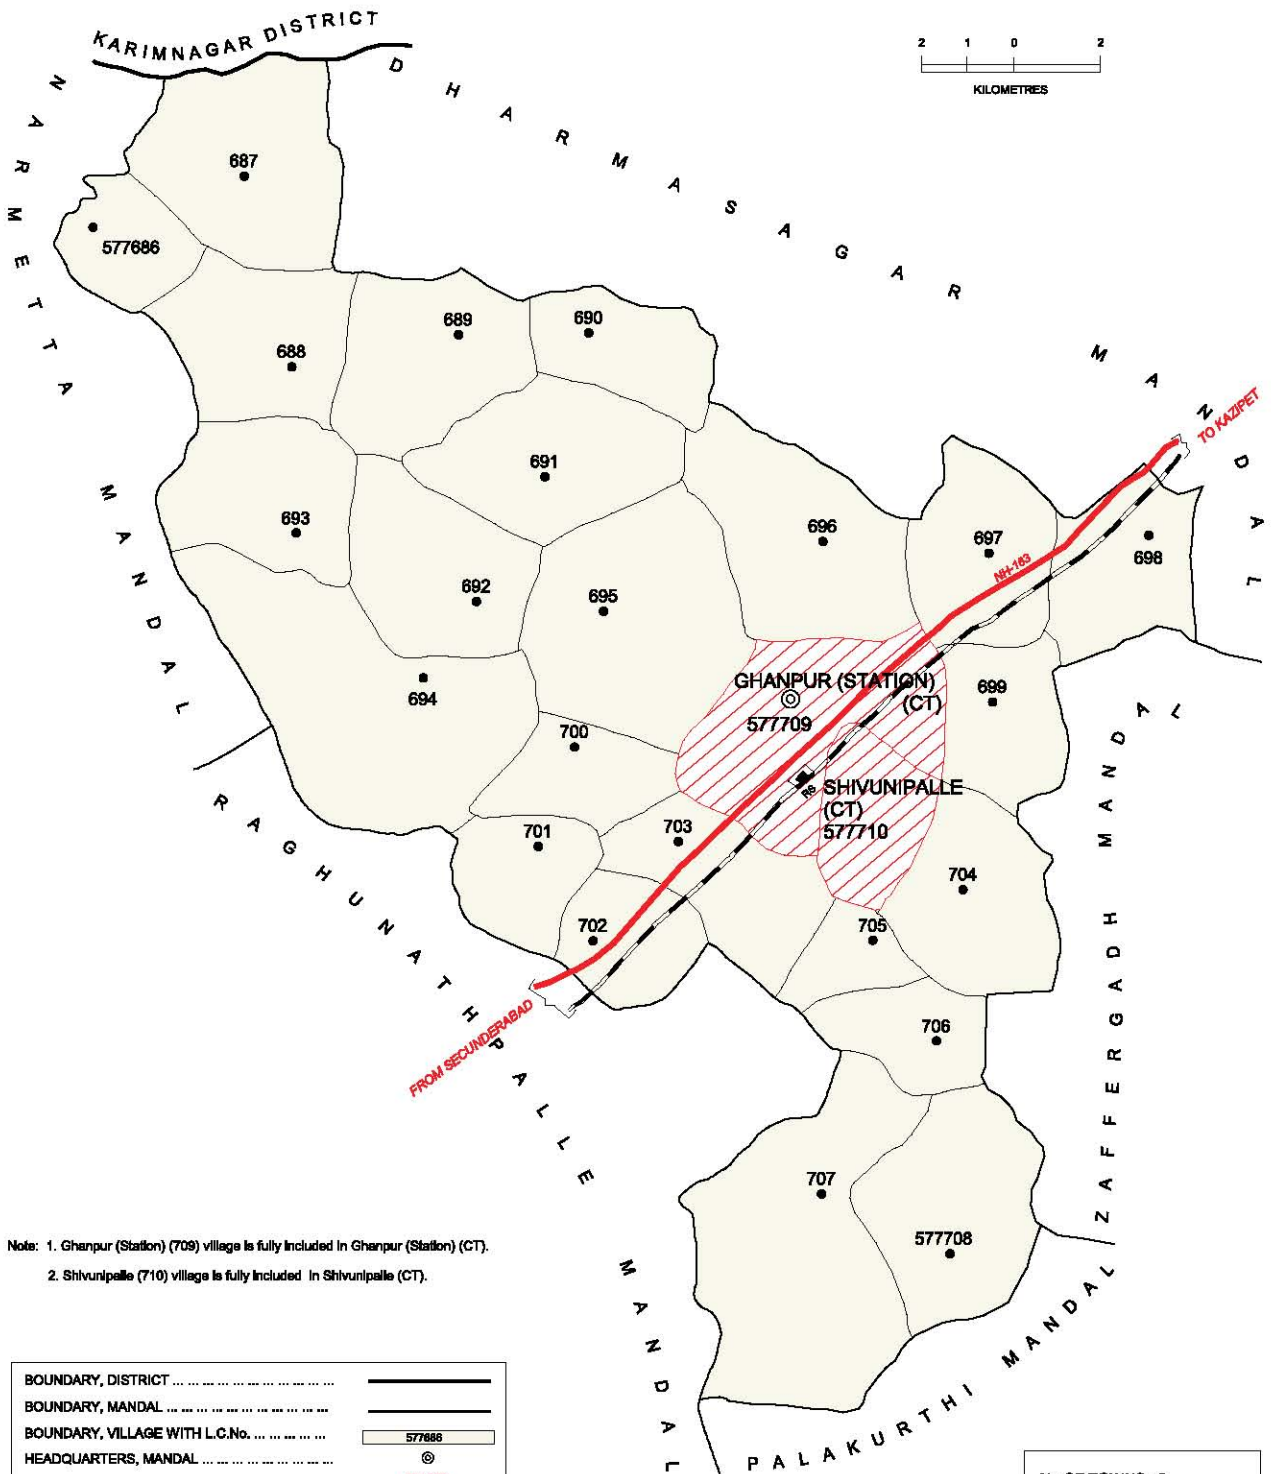 KARIMNAGAR DISTRICT
2 1 0 2
KILOMETRES
NARMETTA MANDAL
DHARMASAGAR MANDAL
687
577686
689
690
688
TO KAZIPET
691
693
696
697
698
NH-163
692
695
694
GHANPUR (STATION)
(CT)
577709
699
700
RS
SHIVUNIPALLE
(CT)
577710
701
703
704
702
705
FROM SECUNDERABAD
706
RAGHUNATHPALLE MANDAL
ZAFFERGADH MANDAL
707
577708
PALAKURTHI MANDAL
Note: 1. Ghanpur (Station) (709) village is fully included in Ghanpur (Station) (CT).
2. Shivunipalle (710) village is fully included in Shivunipalle (CT).
BOUNDARY, DISTRICT
BOUNDARY, MANDAL
BOUNDARY, VILLAGE WITH L.C.No.
577686
HEADQUARTERS, MANDAL